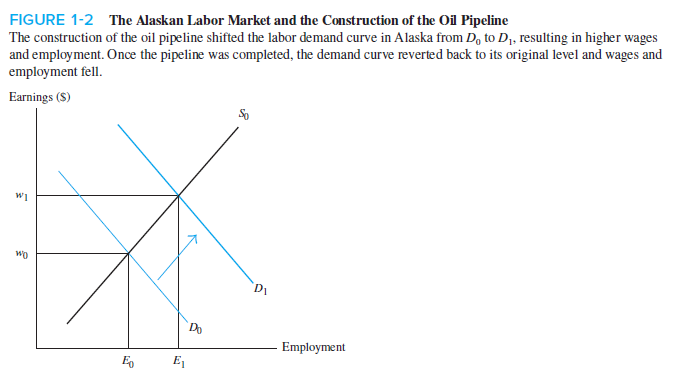 FIGURE 1-2 The Alaskan Labor Market and the Construction of the Oil Pipeline
The construction of the oil pipeline shifted the labor demand curve in Alaska from D₀ to D₁, resulting in higher wages
and employment. Once the pipeline was completed, the demand curve reverted back to its original level and wages and
employment fell.
Earnings ($)
S₀
w₁
w₀
D₁
D₀
Employment
E₀ E₁